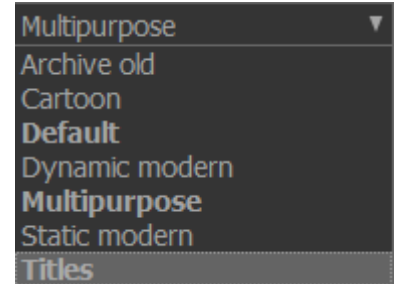 Multipurpose
Archive old
Cartoon
Default
Dynamic modern
Multipurpose
Static modern
Titles